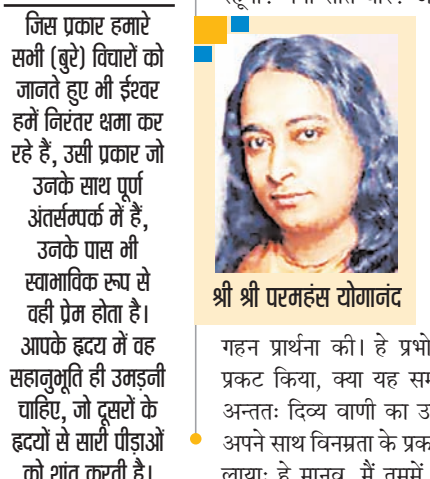 जिस प्रकार हमारे
सभी (बुरे) विचारों को
जानते हुए भी ईश्वर
हमें निरंतर क्षमा कर
रहे हैं, उसी प्रकार जो
उनके साथ पूर्ण
अंतर्सम्पर्क में हैं,
उनके पास भी
स्वाभाविक रूप से
वही प्रेम होता है।
आपके हृदय में वह
सहानुभूति ही उमड़नी
चाहिए, जो दूसरों के
हृदयों से सारी पीड़ाओं
को शांत करती है।
श्री श्री परमहंस योगानंद
गहन प्रार्थना की। हे प्रभो
प्रकट किया, क्या यह सम
अन्ततः दिव्य वाणी का उ
अपने साथ विनम्रता के प्रक
लायाः हे मानव, मैं तुममें